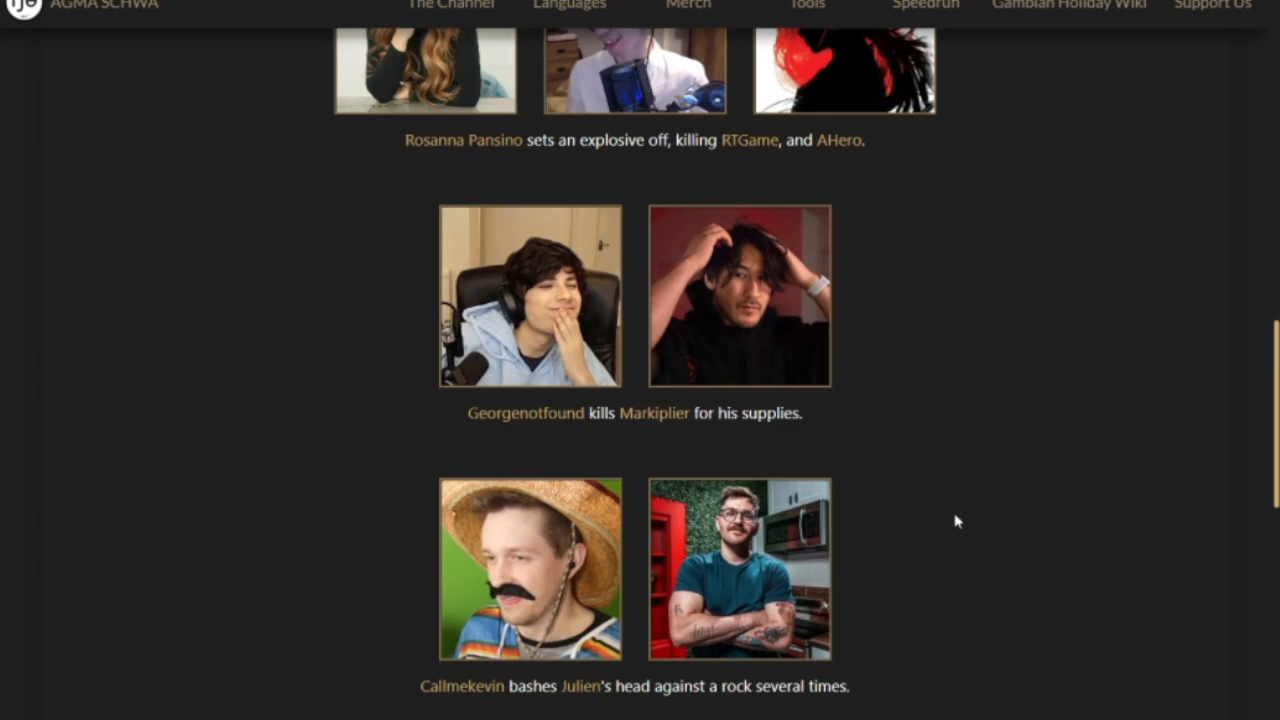 AGMA SCHWA
The Channel Languages Merch Tools Speedrun Gambian Holiday Wiki Support Us
Rosanna Pansino sets an explosive off, killing RTGame, and AHero.
Georgenotfound kills Markiplier for his supplies.
Callmekevin bashes Julien's head against a rock several times.